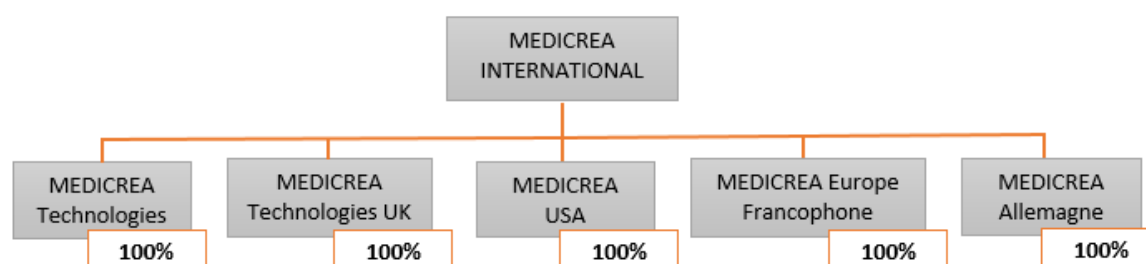 MEDICREA
INTERNATIONAL
MEDICREA
Technologies
100%
MEDICREA
Technologies UK
100%
MEDICREA
USA
100%
MEDICREA Europe
Francophone
100%
MEDICREA
Allemagne
100%